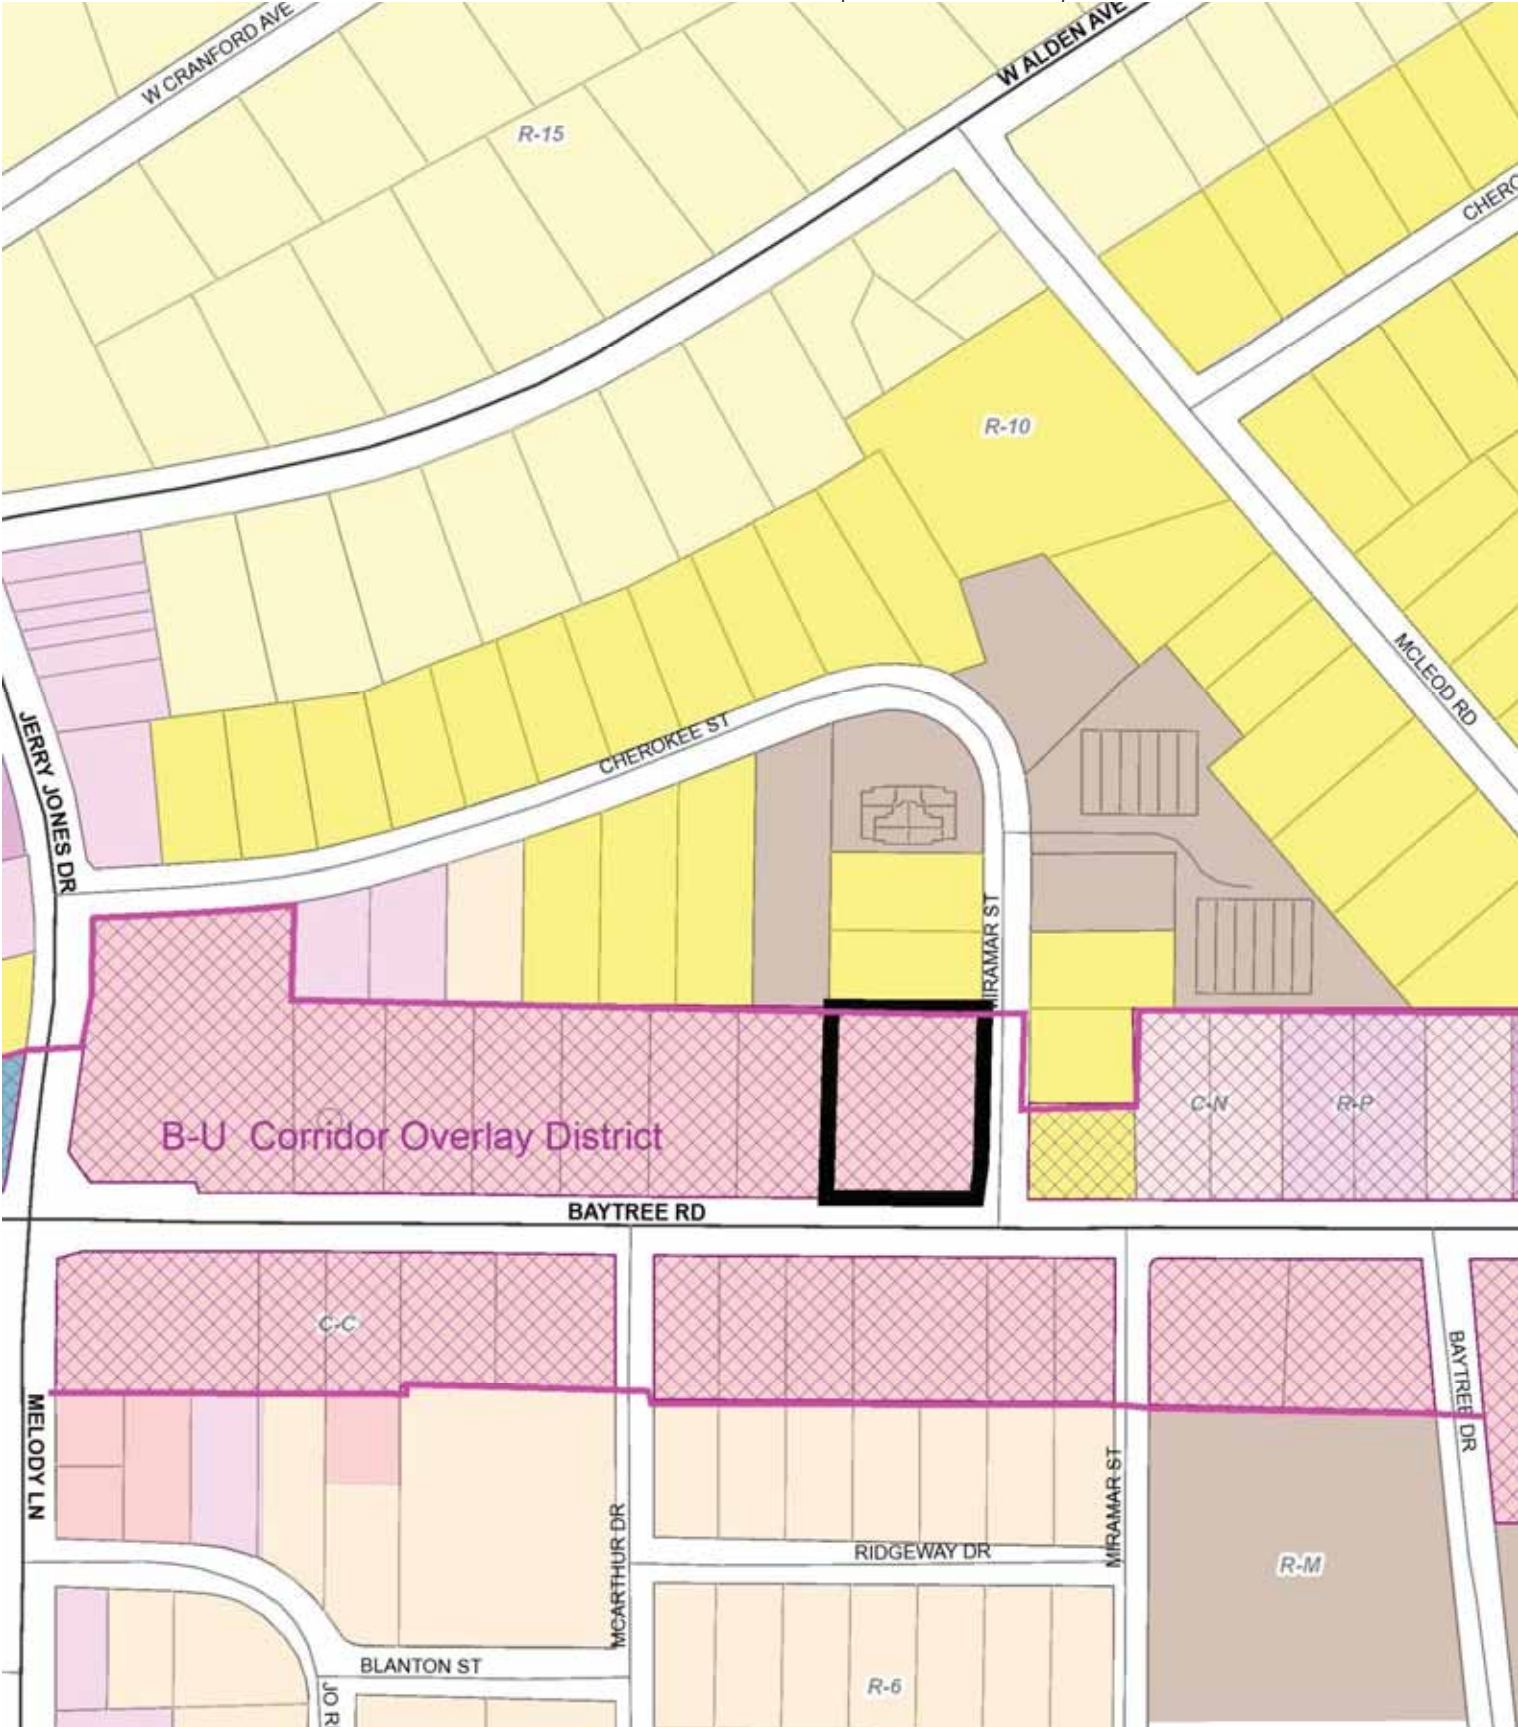 W CRANFORD AVE
W ALDEN AVE
R-15
CHERO
R-10
MCLEOD RD
JERRY JONES DR
CHEROKEE ST
MIRAMAR ST
C-N
R-P
B-U Corridor Overlay District
BAYTREE RD
C-C
BAYTREE DR
MELODY LN
MIRAMAR ST
MCARTHUR DR
RIDGEWAY DR
R-M
BLANTON ST
R-6
JO R